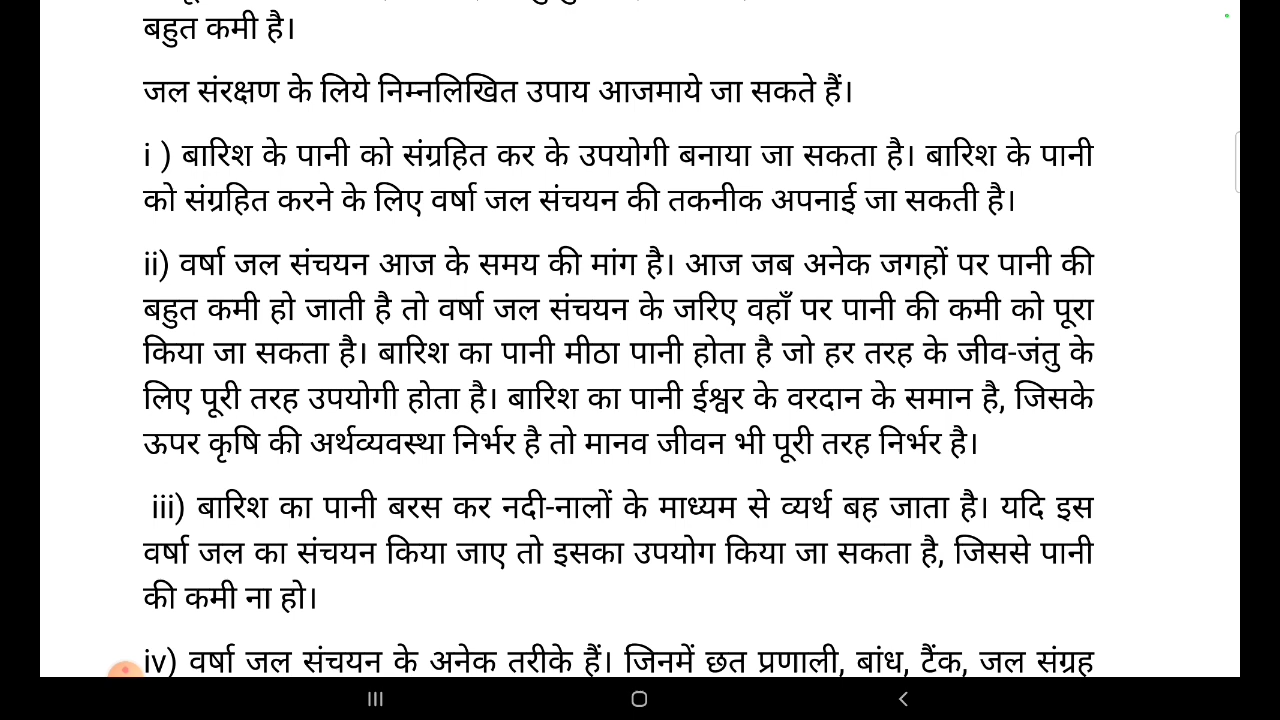 बहुत कमी है।
जल संरक्षण के लिये निम्नलिखित उपाय आजमाये जा सकते हैं।
i ) बारिश के पानी को संग्रहित कर के उपयोगी बनाया जा सकता है। बारिश के पानी
को संग्रहित करने के लिए वर्षा जल संचयन की तकनीक अपनाई जा सकती है।
ii) वर्षा जल संचयन आज के समय की मांग है। आज जब अनेक जगहों पर पानी की
बहुत कमी हो जाती है तो वर्षा जल संचयन के जरिए वहाँ पर पानी की कमी को पूरा
किया जा सकता है। बारिश का पानी मीठा पानी होता है जो हर तरह के जीव-जंतु के
लिए पूरी तरह उपयोगी होता है। बारिश का पानी ईश्वर के वरदान के समान है, जिसके
ऊपर कृषि की अर्थव्यवस्था निर्भर है तो मानव जीवन भी पूरी तरह निर्भर है।
iii) बारिश का पानी बरस कर नदी-नालों के माध्यम से व्यर्थ बह जाता है। यदि इस
वर्षा जल का संचयन किया जाए तो इसका उपयोग किया जा सकता है, जिससे पानी
की कमी ना हो।
iv) वर्षा जल संचयन के अनेक तरीके हैं। जिनमें छत प्रणाली, बांध, टैंक, जल संग्रह